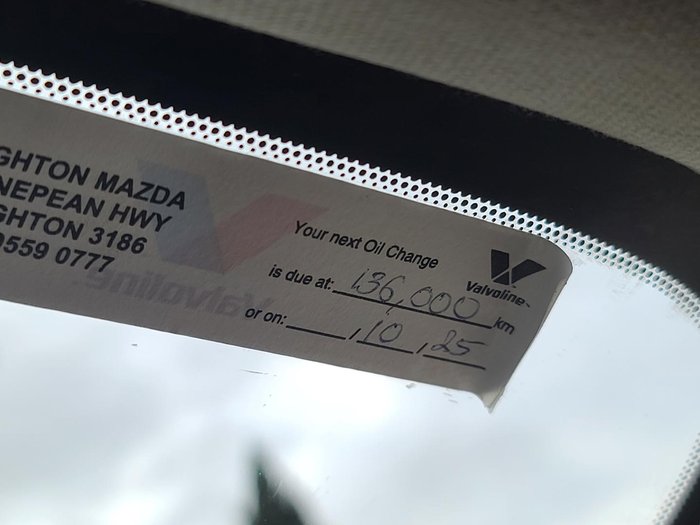 GHTON MAZDA
NEPEAN HWY
GHTON 3186
9559 0777
Your next Oil Change
is due at: 136,000 km
or on: / 10 / 25
Valvoline
Valvoline